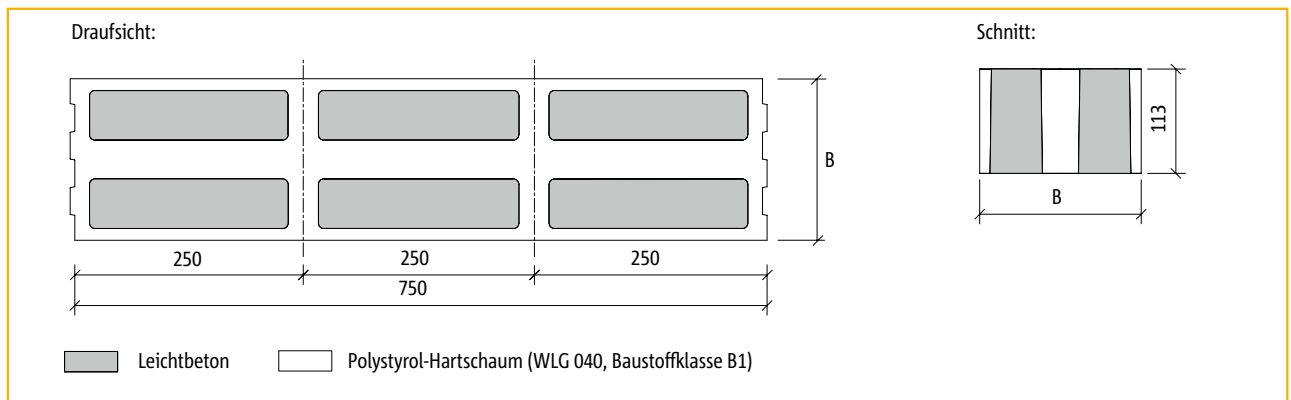 Draufsicht:
Schnitt:
B
113
B
250
250
250
750
Leichtbeton
Polystyrol-Hartschaum (WLG 040, Baustoffklasse B1)